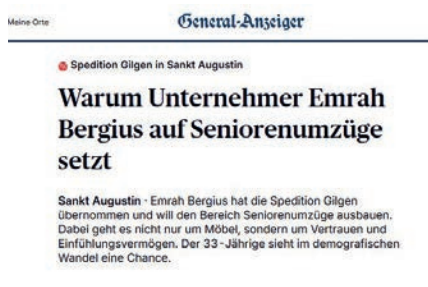 Meine Orte
General-Anzeiger
Spedition Gilgen in Sankt Augustin
Warum Unternehmer Emrah
Bergius auf Seniorenumzüge
setzt
Sankt Augustin · Emrah Bergius hat die Spedition Gilgen
übernommen und will den Bereich Seniorenumzüge ausbauen.
Dabei geht es nicht nur um Möbel, sondern um Vertrauen und
Einfühlungsvermögen. Der 33-Jährige sieht im demografischen
Wandel eine Chance.